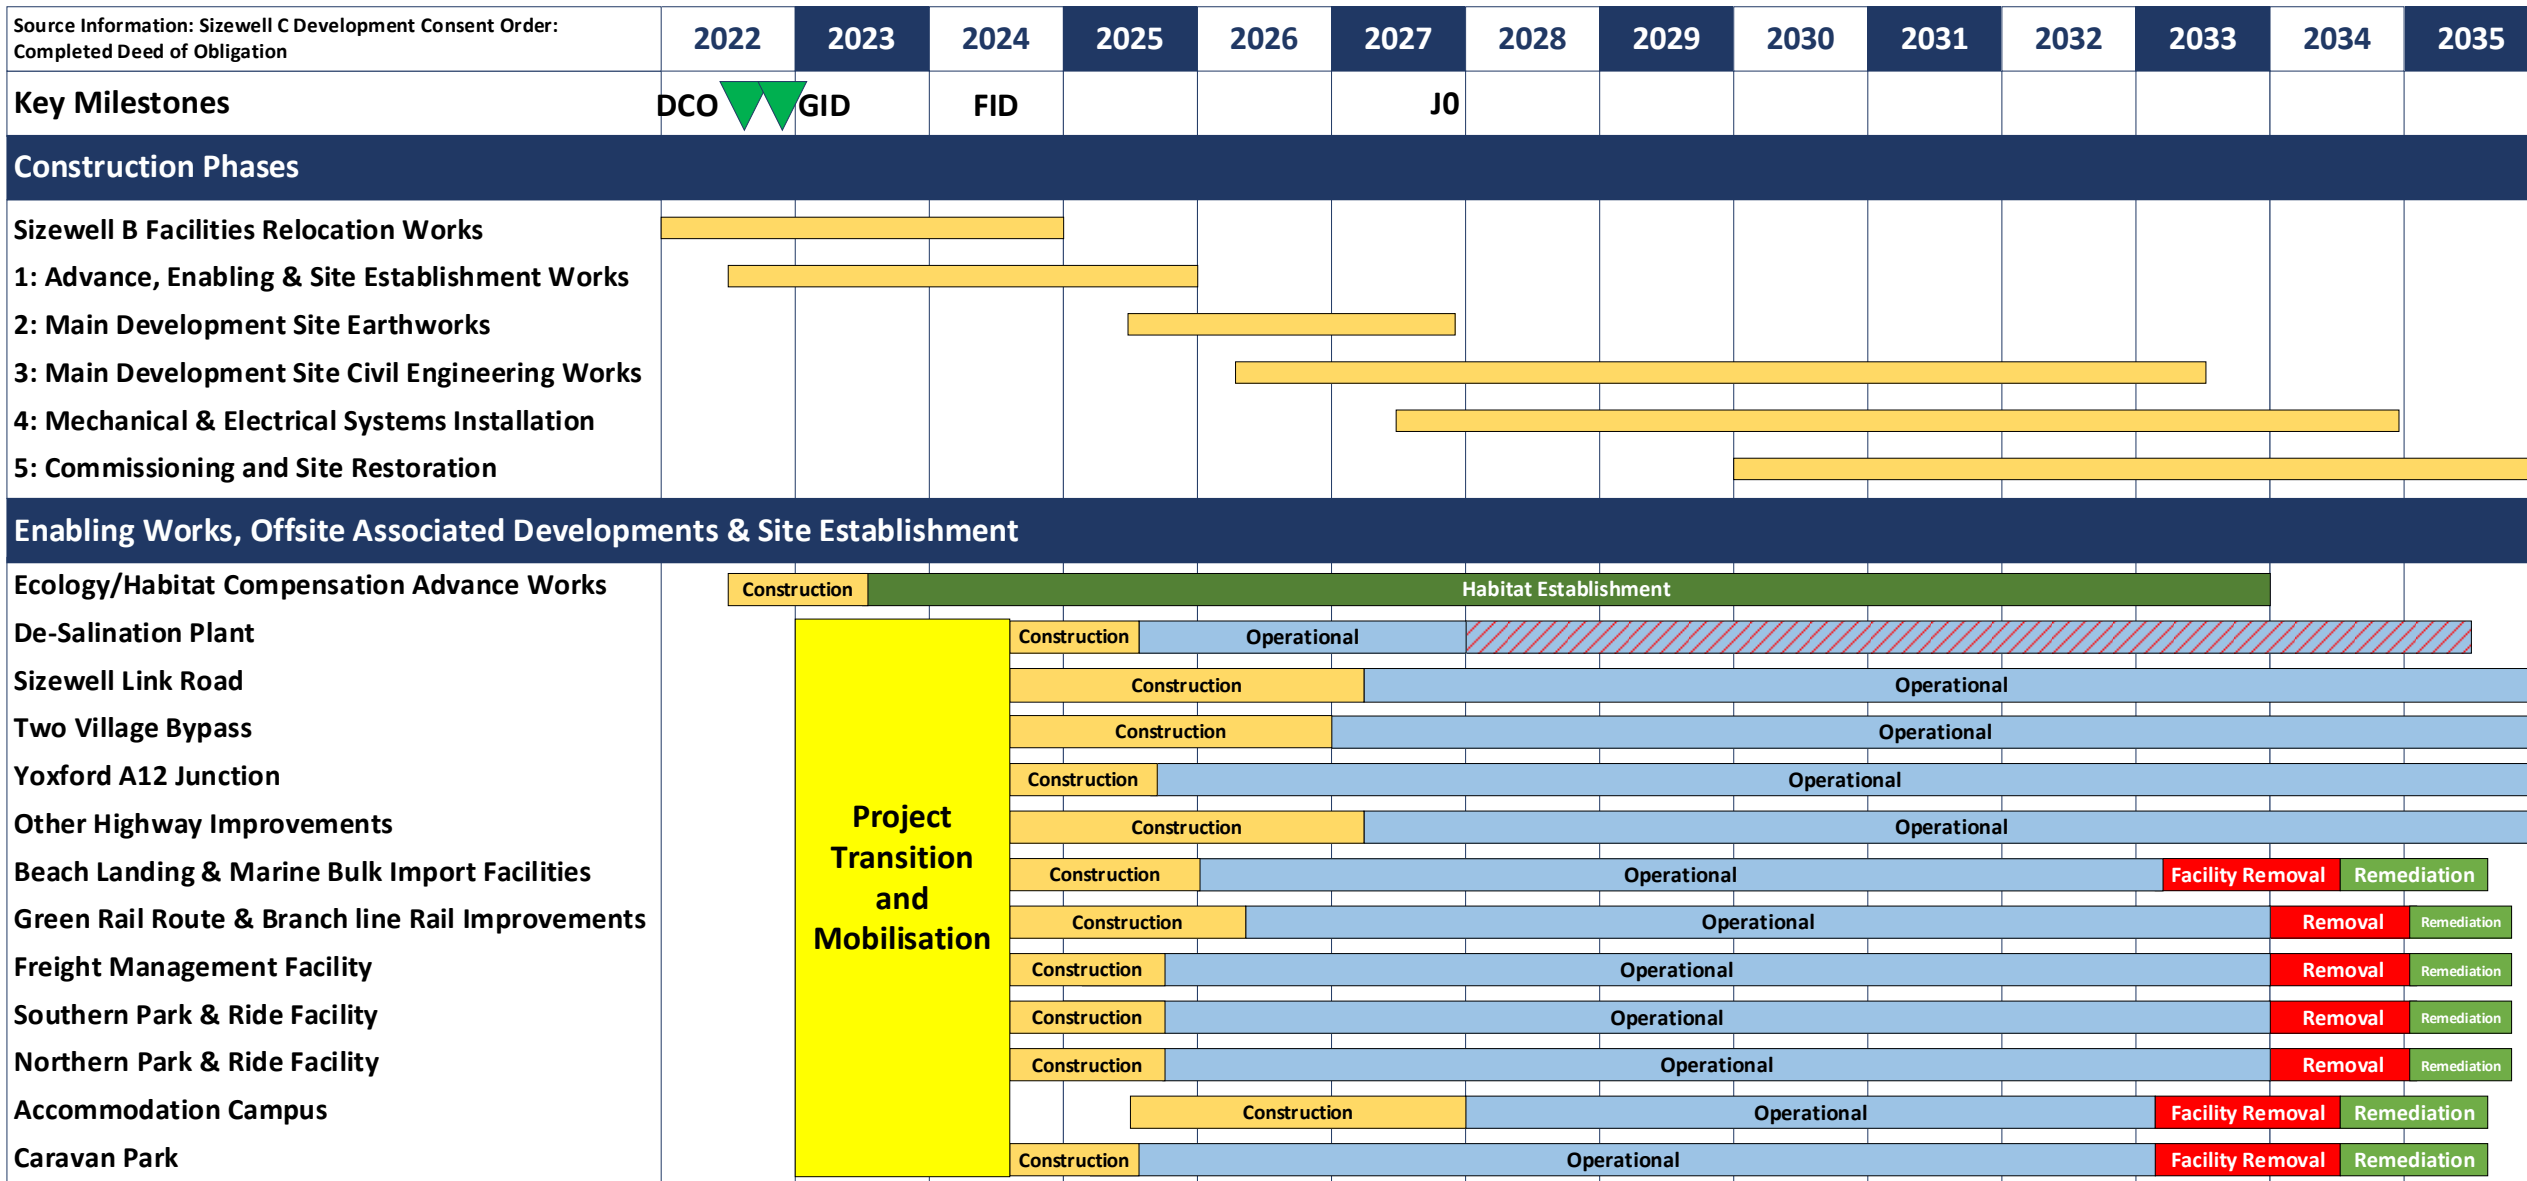 Source Information: Sizewell C Development Consent Order:
Completed Deed of Obligation
2022 2023 2024 2025 2026 2027 2028 2029 2030 2031 2032 2033 2034 2035
Key Milestones DCO GID FID J0
Construction Phases
Sizewell B Facilities Relocation Works
1: Advance, Enabling & Site Establishment Works
2: Main Development Site Earthworks
3: Main Development Site Civil Engineering Works
4: Mechanical & Electrical Systems Installation
5: Commissioning and Site Restoration
Enabling Works, Offsite Associated Developments & Site Establishment
Ecology/Habitat Compensation Advance Works Construction Habitat Establishment
De-Salination Plant Construction Operational
Sizewell Link Road Construction Operational
Two Village Bypass Construction Operational
Yoxford A12 Junction Construction Operational
Other Highway Improvements Construction Operational
Beach Landing & Marine Bulk Import Facilities Construction Operational Facility Removal Remediation
Green Rail Route & Branch line Rail Improvements Construction Operational Removal Remediation
Freight Management Facility Construction Operational Removal Remediation
Southern Park & Ride Facility Construction Operational Removal Remediation
Northern Park & Ride Facility Construction Operational Removal Remediation
Accommodation Campus Construction Operational Facility Removal Remediation
Caravan Park Construction Operational Facility Removal Remediation
Project
Transition
and
Mobilisation